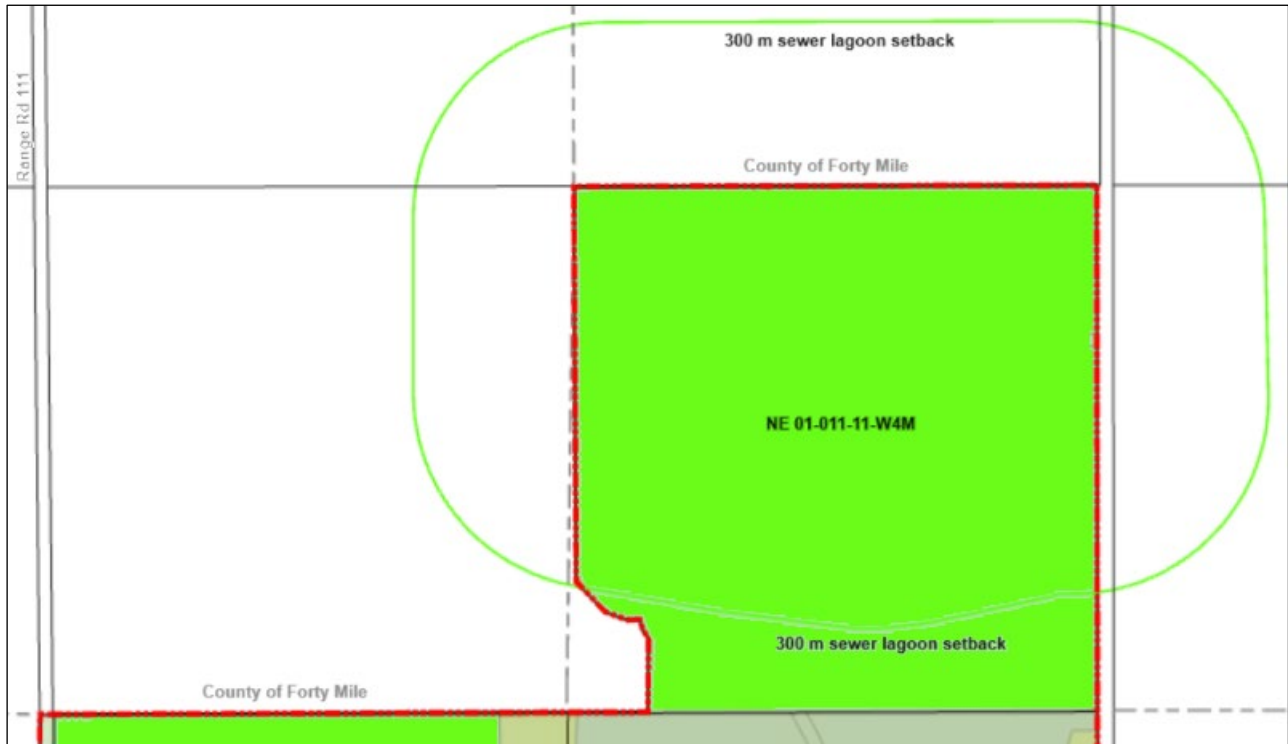 300 m sewer lagoon setback
Range Rd 111
County of Forty Mile
NE 01-011-11-W4M
300 m sewer lagoon setback
County of Forty Mile